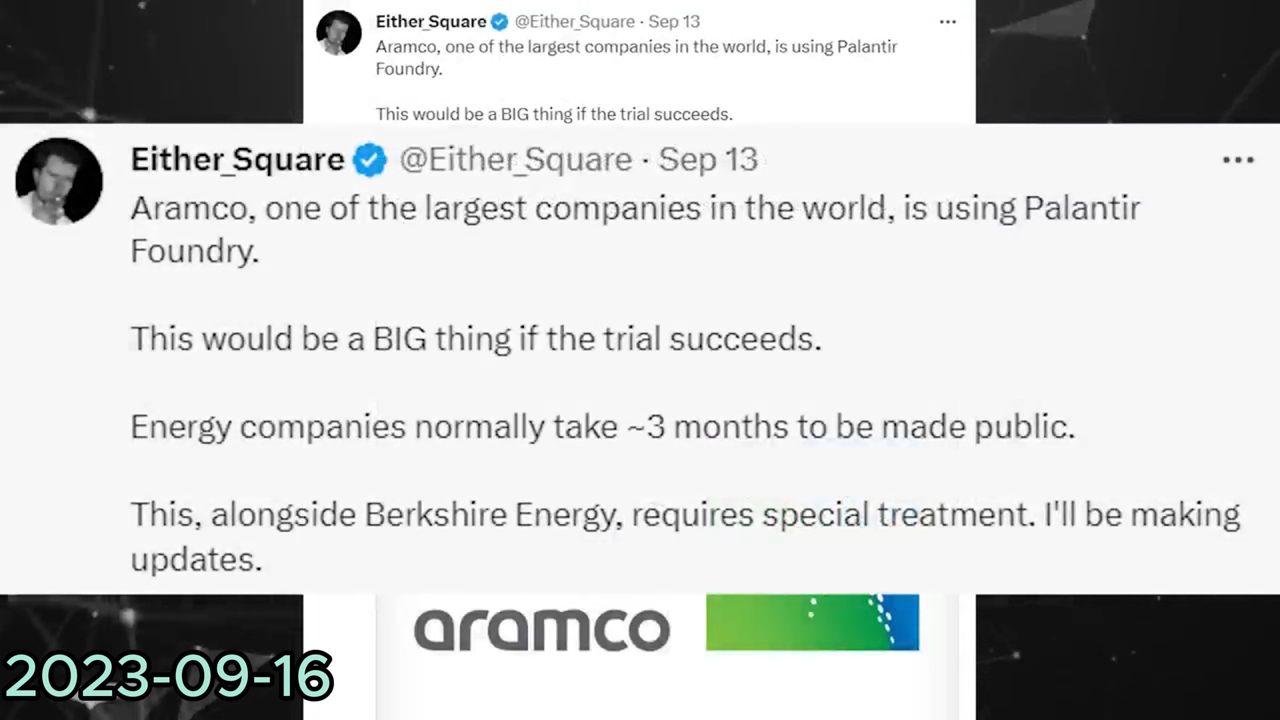 Either_Square @Either_Square · Sep 13 ...
Aramco, one of the largest companies in the world, is using Palantir
Foundry.
This would be a BIG thing if the trial succeeds.
Either_Square @Either_Square · Sep 13 ...
Aramco, one of the largest companies in the world, is using Palantir
Foundry.
This would be a BIG thing if the trial succeeds.
Energy companies normally take ~3 months to be made public.
This, alongside Berkshire Energy, requires special treatment. I'll be making
updates.
aramco
2023-09-16